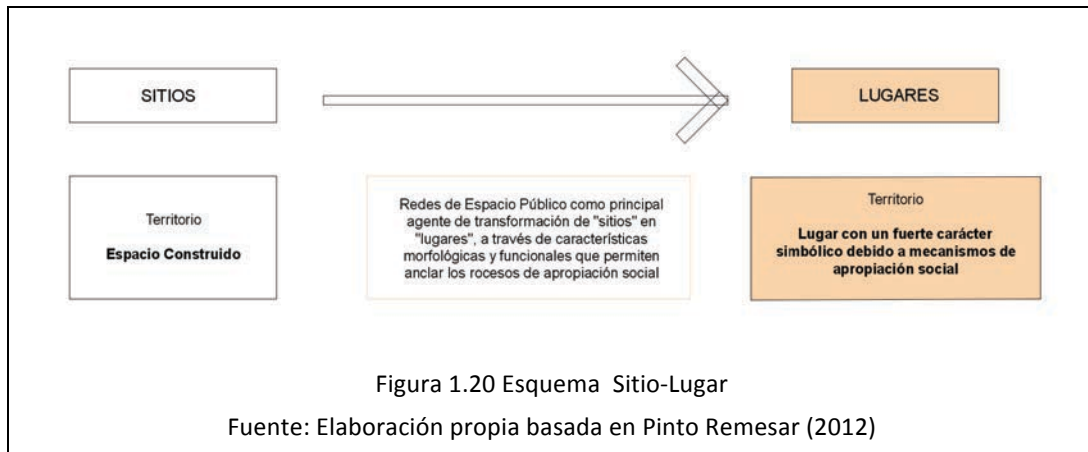 SITIOS
LUGARES
Territorio
Espacio Construido
Redes de Espacio Público como principal
agente de transformación de "sitios" en
"lugares", a través de características
morfológicas y funcionales que permiten
anclar los rocesos de apropiación social
Territorio
Lugar con un fuerte carácter
simbólico debido a mecanismos de
apropiación social
Figura 1.20 Esquema Sitio-Lugar
Fuente: Elaboración propia basada en Pinto Remesar (2012)